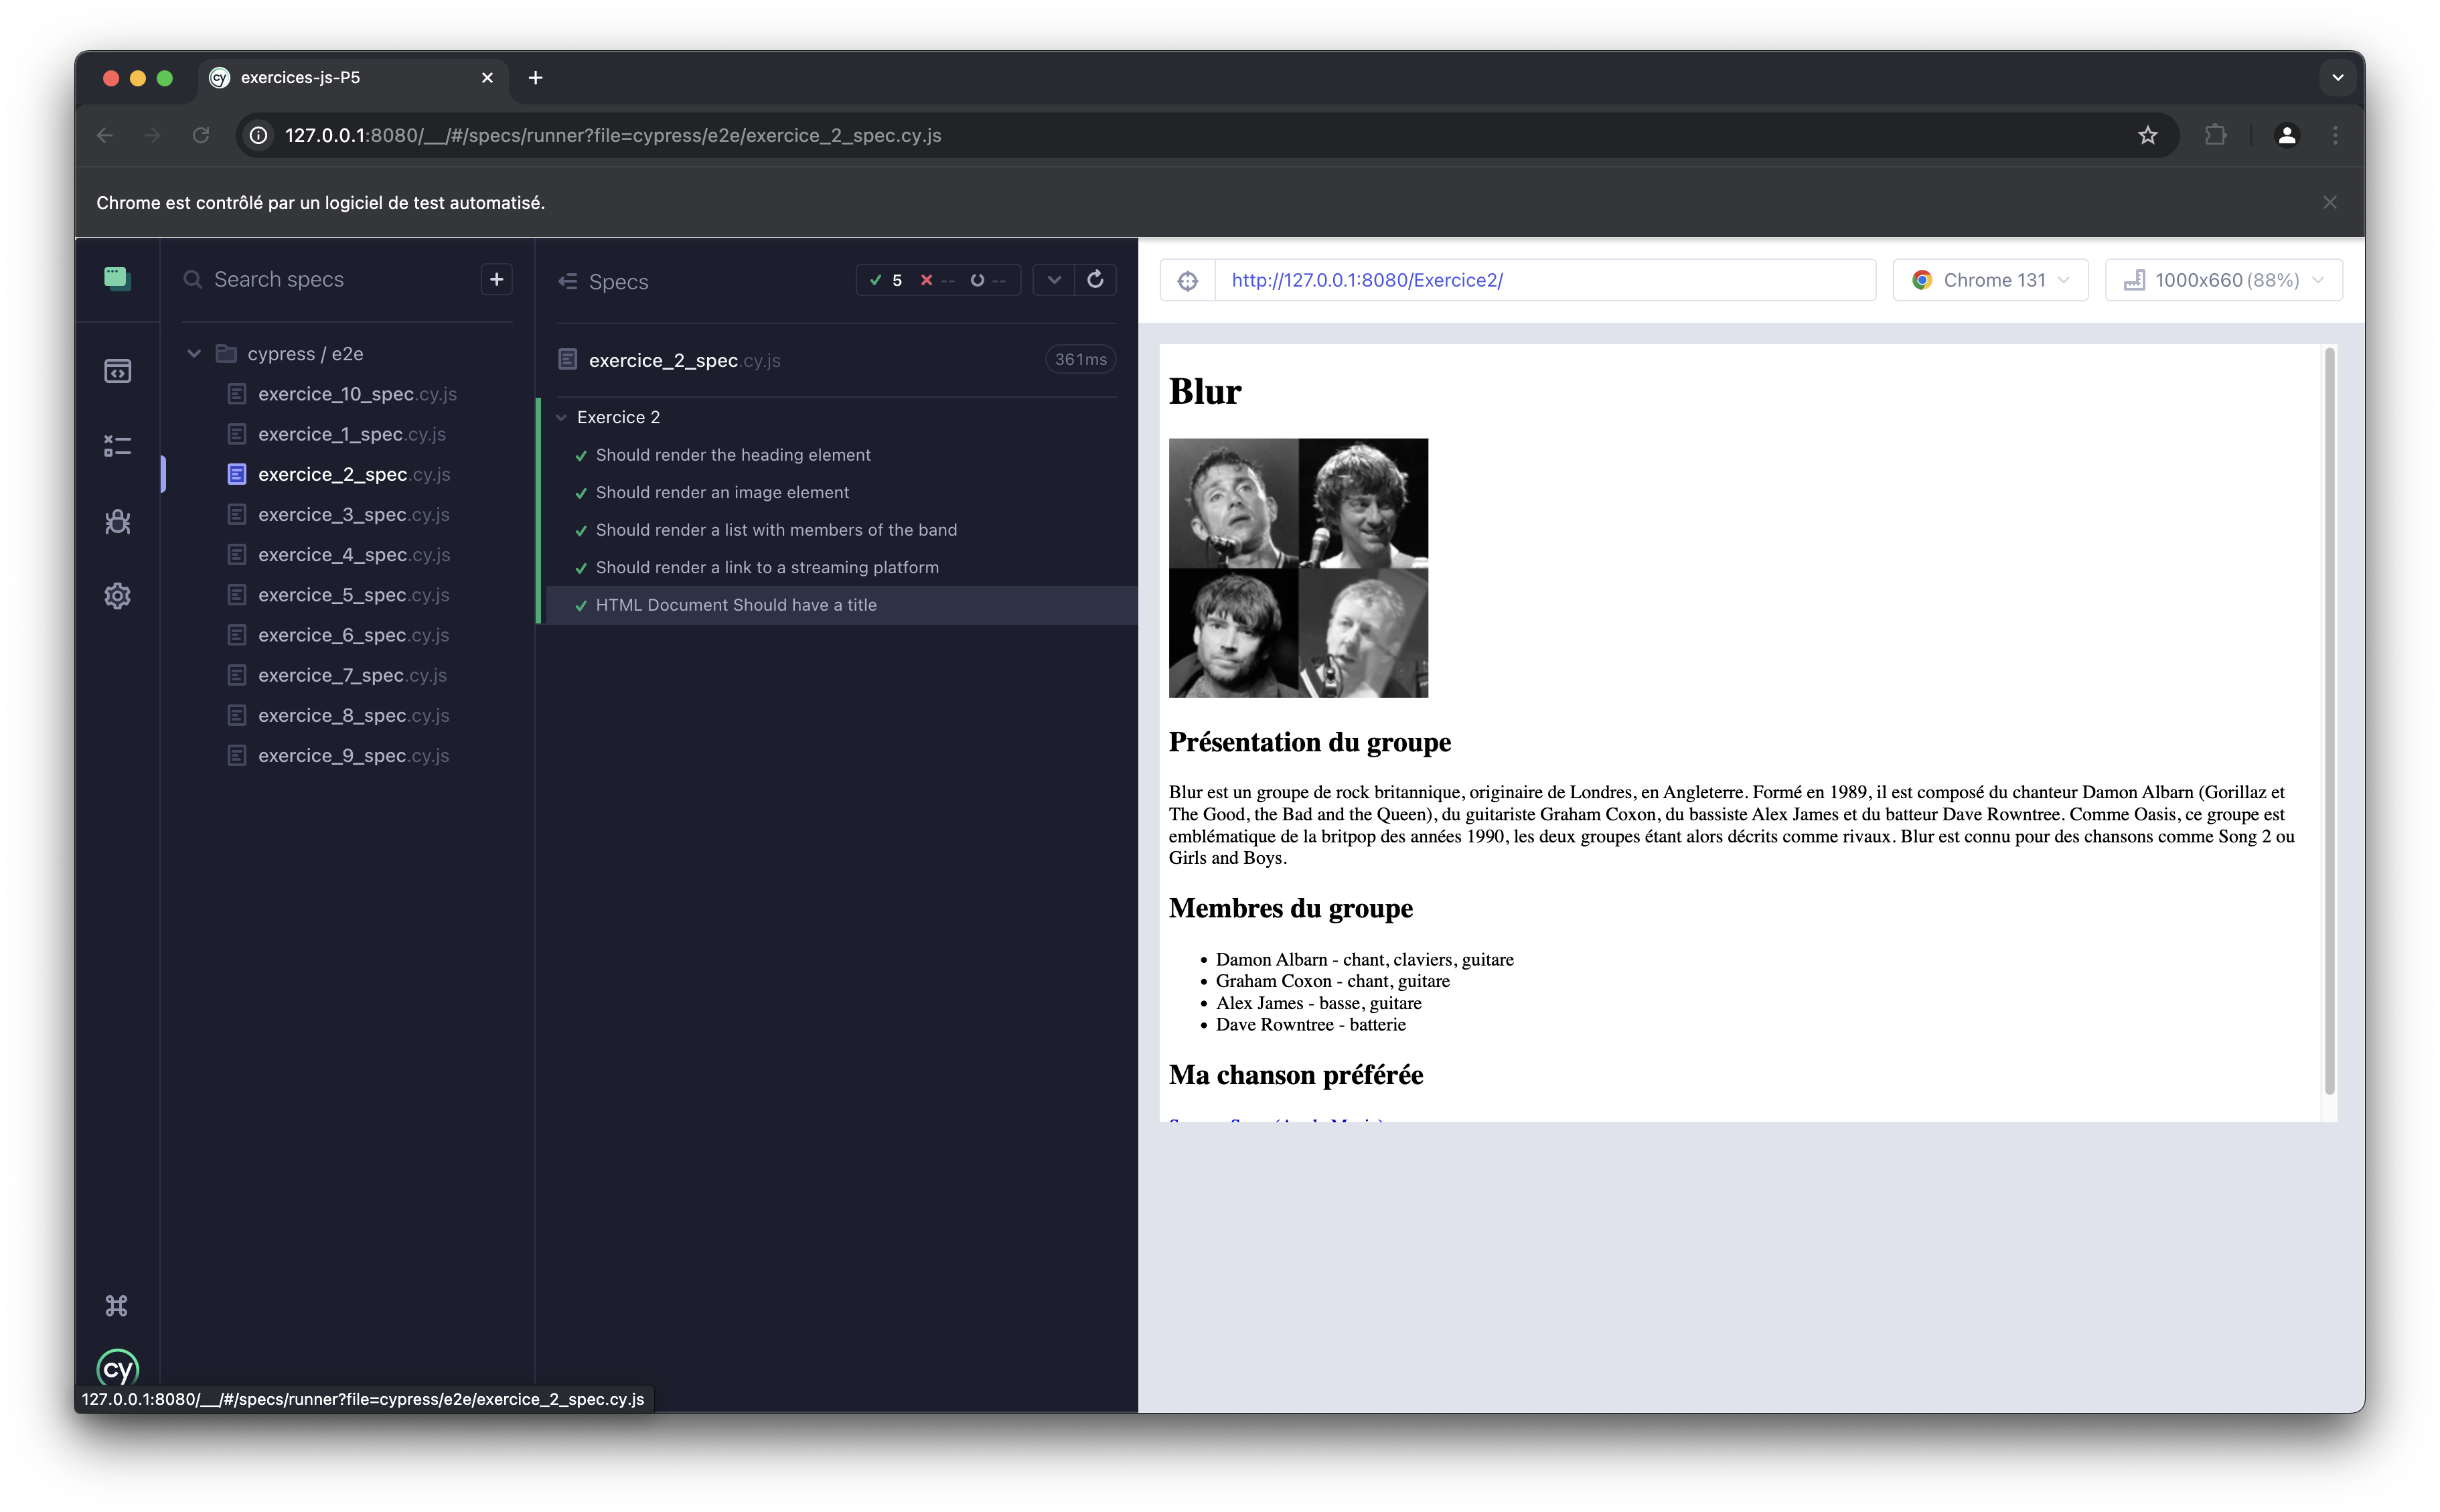 exercices-js-P5
127.0.0.1:8080/__/#/specs/runner?file=cypress/e2e/exercice_2_spec.cy.js
Chrome est contrôlé par un logiciel de test automatisé.
Search specs
cypress / e2e
exercice_10_spec.cy.js
exercice_1_spec.cy.js
exercice_2_spec.cy.js
exercice_3_spec.cy.js
exercice_4_spec.cy.js
exercice_5_spec.cy.js
exercice_6_spec.cy.js
exercice_7_spec.cy.js
exercice_8_spec.cy.js
exercice_9_spec.cy.js
cy
127.0.0.1:8080/__/#/specs/runner?file=cypress/e2e/exercice_2_spec.cy.js
Specs
5 -- --
exercice_2_spec.cy.js 361ms
Exercice 2
Should render the heading element
Should render an image element
Should render a list with members of the band
Should render a link to a streaming platform
HTML Document Should have a title
http://127.0.0.1:8080/Exercice2/
Chrome 131
1000x660 (88%)
Blur
Présentation du groupe
Blur est un groupe de rock britannique, originaire de Londres, en Angleterre. Formé en 1989, il est composé du chanteur Damon Albarn (Gorillaz et
The Good, the Bad and the Queen), du guitariste Graham Coxon, du bassiste Alex James et du batteur Dave Rowntree. Comme Oasis, ce groupe est
emblématique de la britpop des années 1990, les deux groupes étant alors décrits comme rivaux. Blur est connu pour des chansons comme Song 2 ou
Girls and Boys.
Membres du groupe
Damon Albarn - chant, claviers, guitare
Graham Coxon - chant, guitare
Alex James - basse, guitare
Dave Rowntree - batterie
Ma chanson préférée